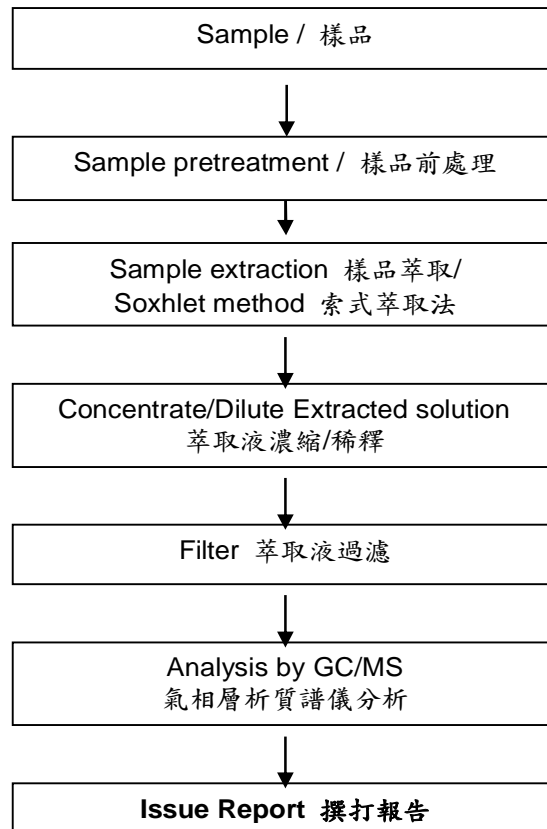 Sample / 樣品
Sample pretreatment / 樣品前處理
Sample extraction 樣品萃取/
Soxhlet method 索式萃取法
Concentrate/Dilute Extracted solution
萃取液濃縮/稀釋
Filter 萃取液過濾
Analysis by GC/MS
氣相層析質譜儀分析
Issue Report 撰打報告